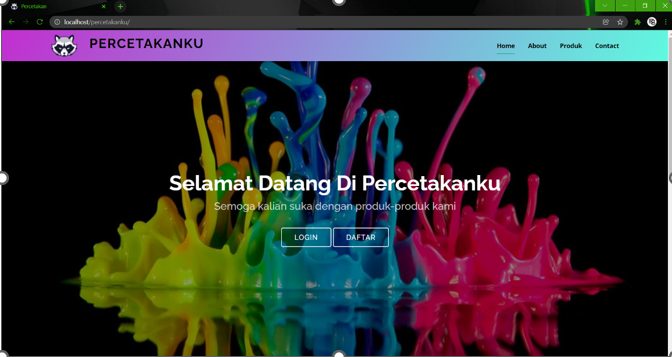 Percetakan
localhost/percetakanku/
PERCETAKANKU
Home About Produk Contact
Selamat Datang Di Percetakanku
Semoga kalian suka dengan produk-produk kami
LOGIN DAFTAR